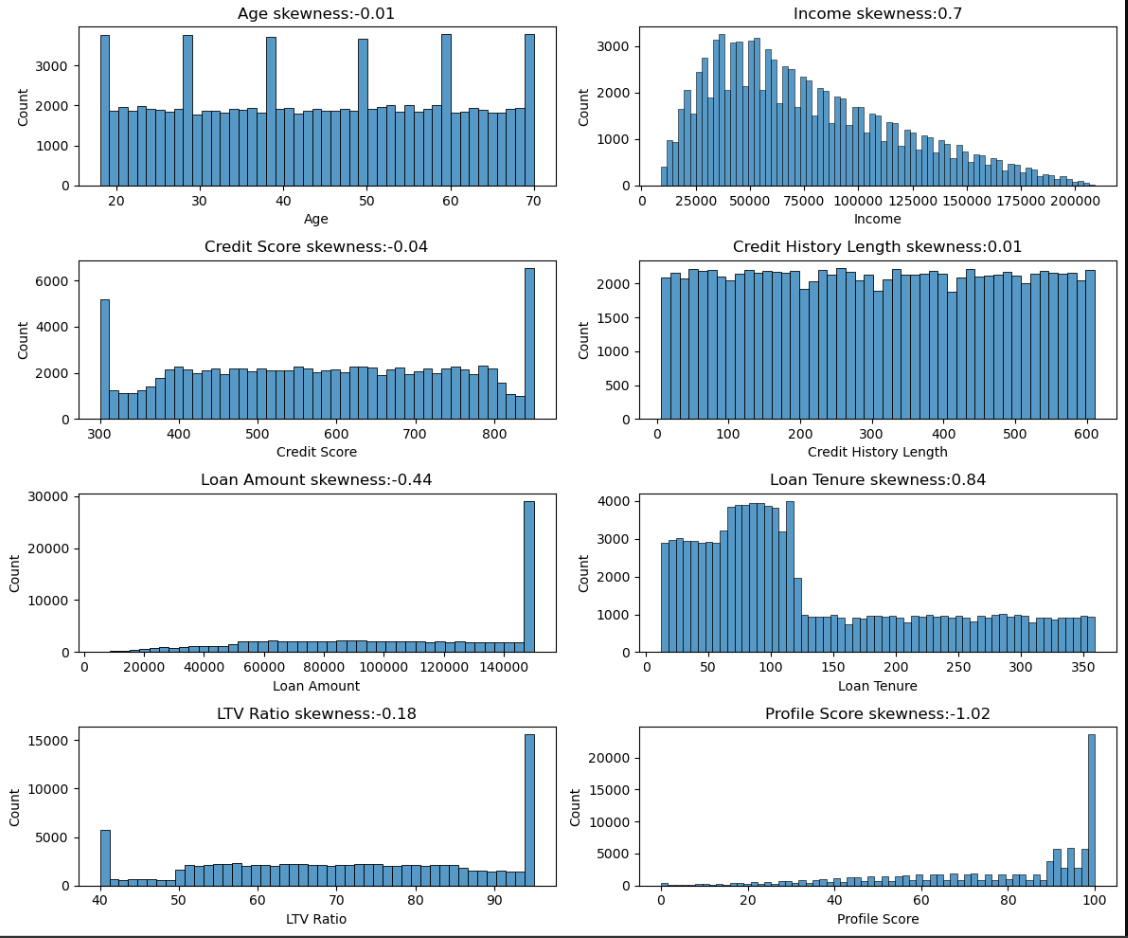 Age skewness:-0.01
Count
3000
2000
1000
0
20 30 40 50 60 70
Age
Income skewness:0.7
Count
3000
2000
1000
0
0 25000 50000 75000 100000 125000 150000 175000 200000
Income
Credit Score skewness:-0.04
Count
6000
4000
2000
0
300 400 500 600 700 800
Credit Score
Credit History Length skewness:0.01
Count
2000
1500
1000
500
0
0 100 200 300 400 500 600
Credit History Length
Loan Amount skewness:-0.44
Count
30000
20000
10000
0
0 20000 40000 60000 80000 100000 120000 140000
Loan Amount
Loan Tenure skewness:0.84
Count
4000
3000
2000
1000
0
0 50 100 150 200 250 300 350
Loan Tenure
LTV Ratio skewness:-0.18
Count
15000
10000
5000
0
40 50 60 70 80 90
LTV Ratio
Profile Score skewness:-1.02
Count
20000
15000
10000
5000
0
0 20 40 60 80 100
Profile Score